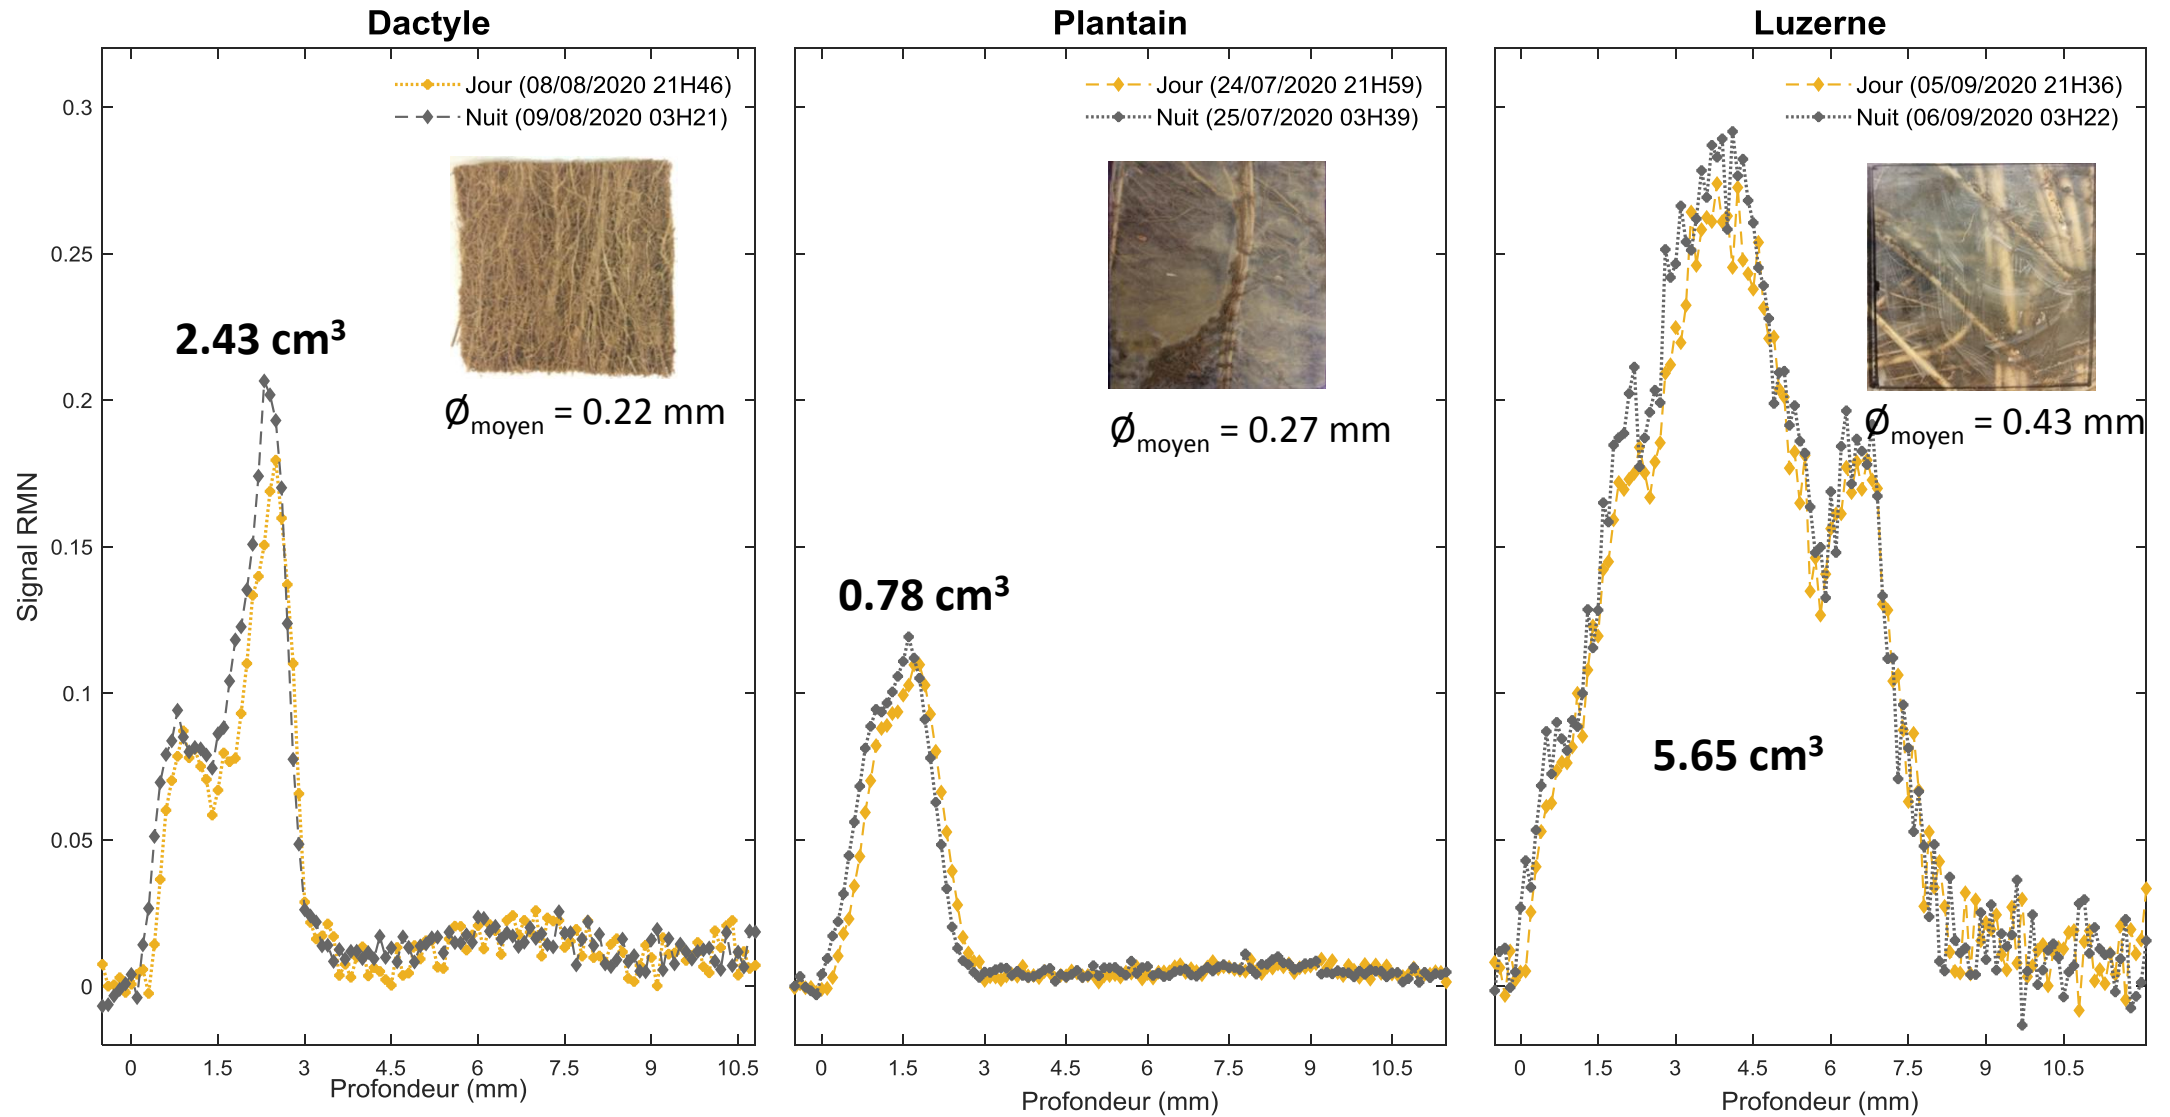 Dactyle
Plantain
Luzerne
Jour (08/08/2020 21H46)
Nuit (09/08/2020 03H21)
Jour (24/07/2020 21H59)
Nuit (25/07/2020 03H39)
Jour (05/09/2020 21H36)
Nuit (06/09/2020 03H22)
Signal RMN
0.3
0.25
0.2
0.15
0.1
0.05
0
2.43 cm³
Ømoyen = 0.22 mm
0.78 cm³
Ømoyen = 0.27 mm
5.65 cm³
Ømoyen = 0.43 mm
0 1.5 3 4.5 6 7.5 9 10.5
Profondeur (mm)
0 1.5 3 4.5 6 7.5 9 10.5
Profondeur (mm)
0 1.5 3 4.5 6 7.5 9 10.5
Profondeur (mm)